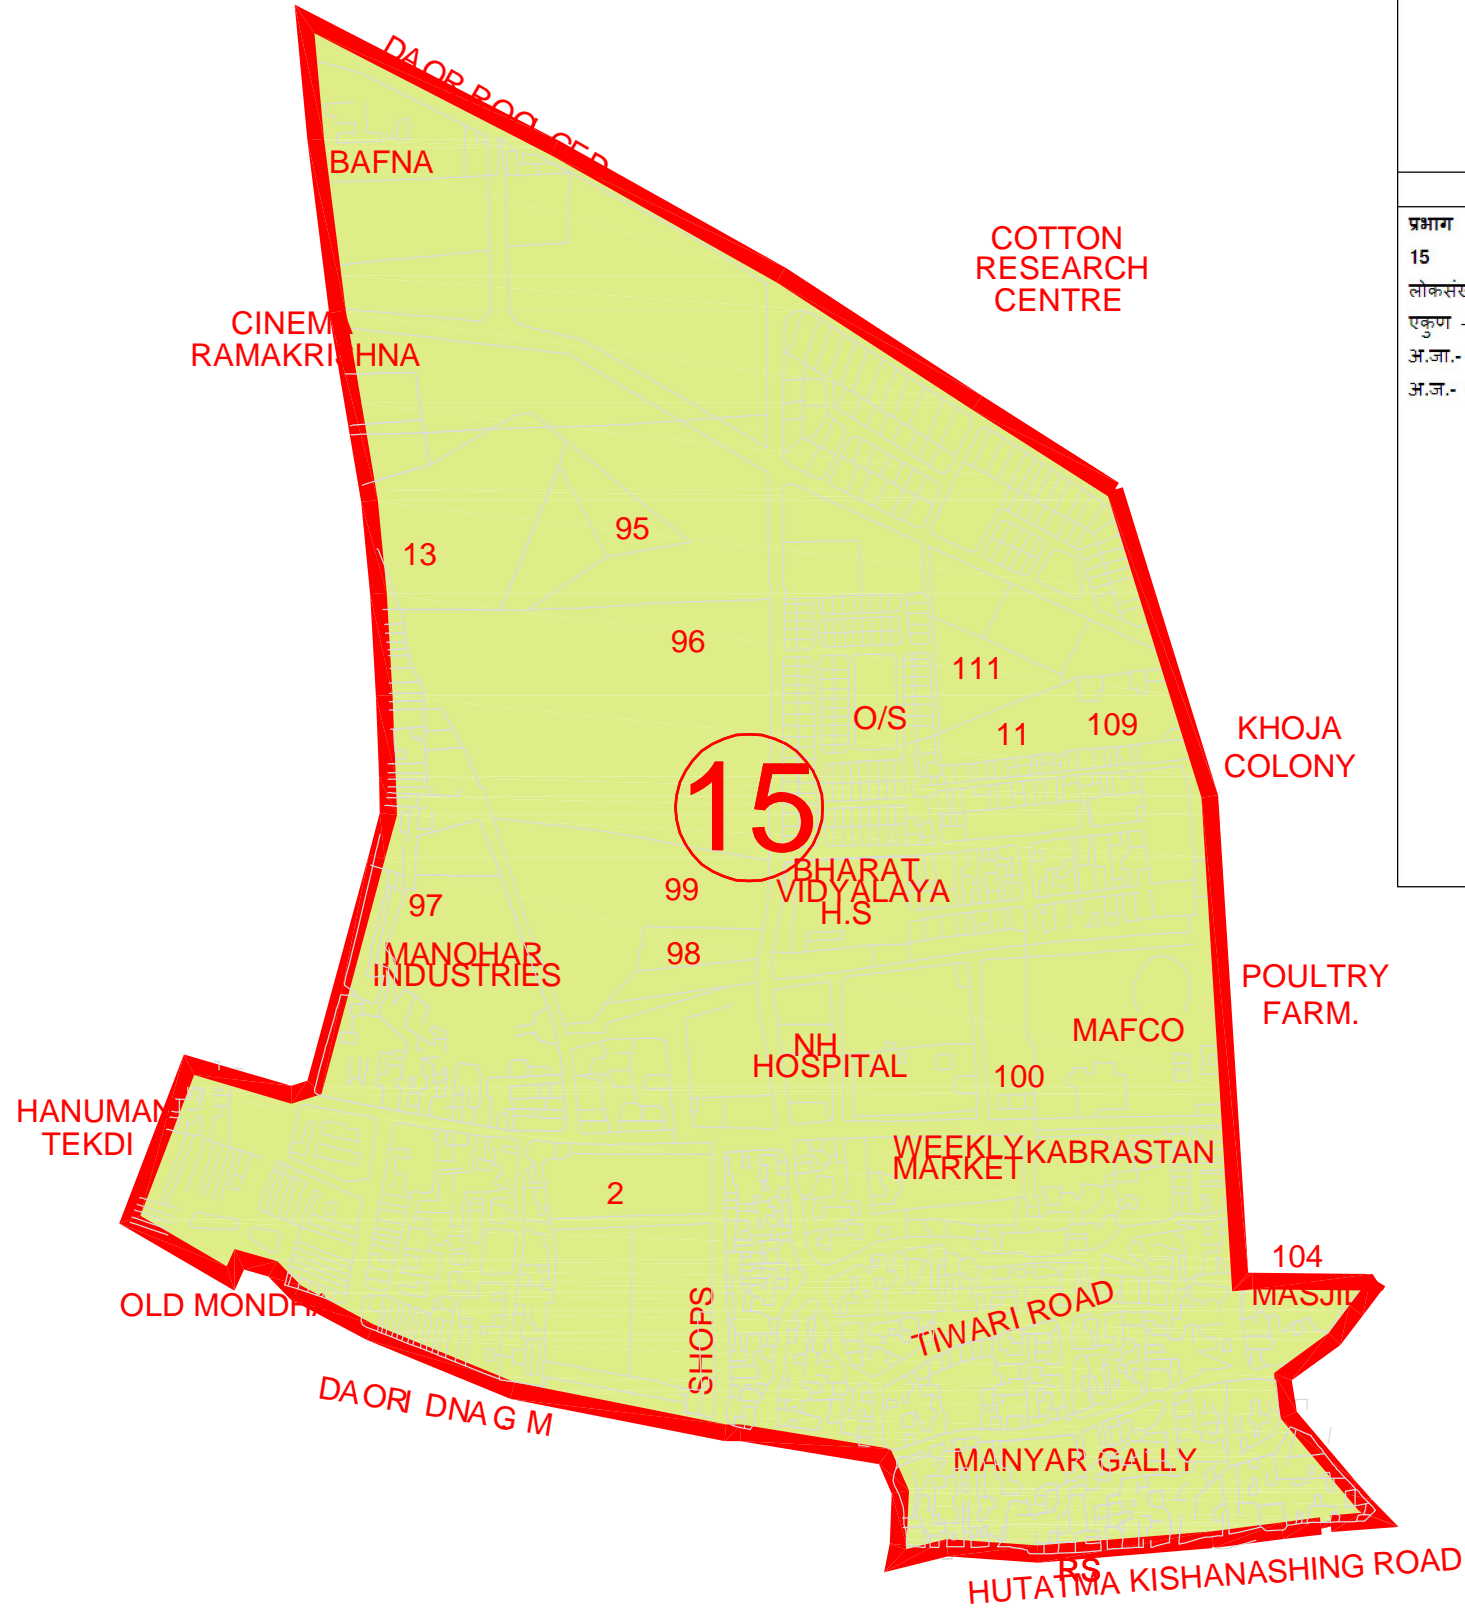 BAFNA
COTTON
RESEARCH
CENTRE
प्रभाग
15
एकुण -
अ.जा.-
अ.ज.-
CINEMA
RAMAKRISHNA
95
13
96
111
O/S
11
109
KHOJA
COLONY
15
BHARAT
VIDYALAYA
H.S
99
97
98
MANOHAR
INDUSTRIES
POULTRY
FARM.
MAFCO
NH
HOSPITAL
100
HANUMAN
TEKDI
WEEKLY
MARKET
KABRASTAN
2
104
MASJID
OLD MONDHA
SHOPS
TIWARI ROAD
DAORI DNAG M
MANYAR GALLY
RS
HUTATMA KISHANASHING ROAD